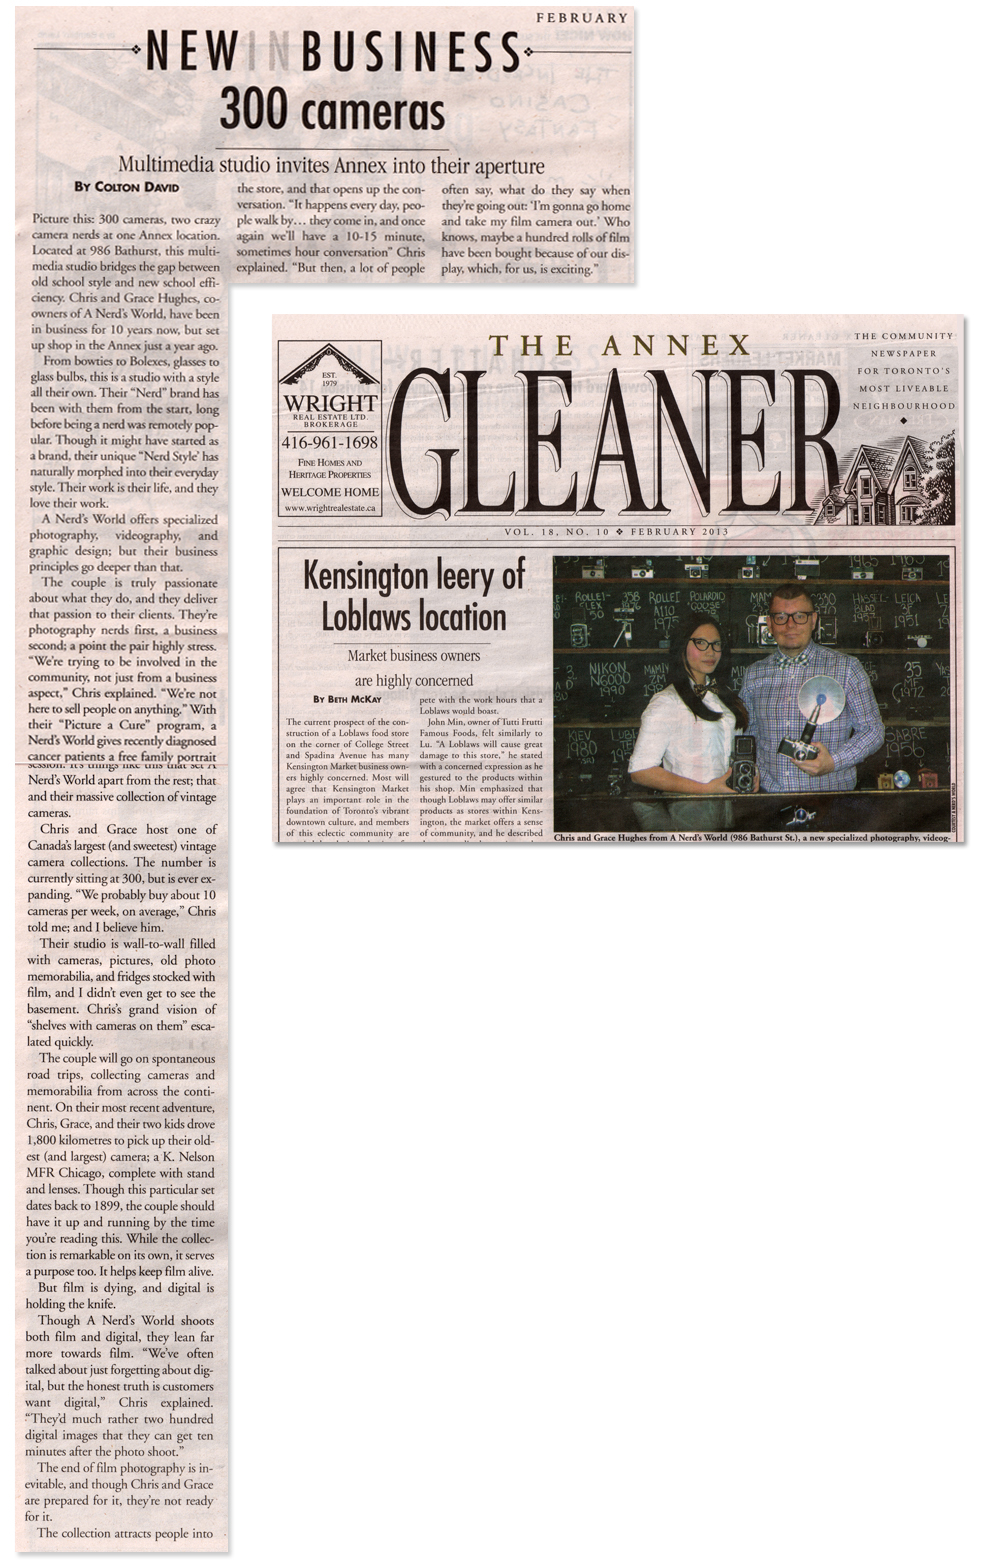 FEBRUARY
NEW IN BUSINESS
300 cameras
Multimedia studio invites Annex into their aperture
BY COLTON DAVID
Picture this: 300 cameras, two crazy
camera nerds at one Annex location.
Located at 986 Bathurst, this multi-
media studio bridges the gap between
old school style and new school effi-
ciency. Chris and Grace Hughes, co-
owners of A Nerd's World, have been
in business for 10 years now, but set
up shop in the Annex just a year ago.
From bowties to Bolexes, glasses to
glass bulbs, this is a studio with a style
all their own. Their "Nerd" brand has
been with them from the start, long
before being a nerd was remotely pop-
ular. Though it might have started as
a brand, their unique "Nerd Style' has
naturally morphed into their everyday
style. Their work is their life, and they
love their work.
A Nerd's World offers specialized
photography, videography, and
graphic design; but their business
principles go deeper than that.
The couple is truly passionate
about what they do, and they deliver
that passion to their clients. They're
photography nerds first, a business
second; a point the pair highly stress.
"We're trying to be involved in the
community, not just from a business
aspect," Chris explained. "We're not
here to sell people on anything." With
their "Picture a Cure" program, a
Nerd's World gives recently diagnosed
cancer patients a free family portrait
session. It's things like this that set A
Nerd's World apart from the rest; that
and their massive collection of vintage
cameras.
Chris and Grace host one of
Canada's largest (and sweetest) vintage
camera collections. The number is
currently sitting at 300, but is ever ex-
panding. "We probably buy about 10
cameras per week, on average," Chris
told me; and I believe him.
Their studio is wall-to-wall filled
with cameras, pictures, old photo
memorabilia, and fridges stocked with
film, and I didn't even get to see the
basement. Chris's grand vision of
"shelves with cameras on them" esca-
lated quickly.
The couple will go on spontaneous
road trips, collecting cameras and
memorabilia from across the conti-
nent. On their most recent adventure,
Chris, Grace, and their two kids drove
1,800 kilometres to pick up their old-
est (and largest) camera; a K. Nelson
MFR Chicago, complete with stand
and lenses. Though this particular set
dates back to 1899, the couple should
have it up and running by the time
you're reading this. While the collec-
tion is remarkable on its own, it serves
a purpose too. It helps keep film alive.
But film is dying, and digital is
holding the knife.
Though A Nerd's World shoots
both film and digital, they lean far
more towards film. "We've often
talked about just forgetting about dig-
ital, but the honest truth is customers
want digital," Chris explained.
"They'd much rather two hundred
digital images that they can get ten
minutes after the photo shoot."
The end of film photography is in-
evitable, and though Chris and Grace
are prepared for it, they're not ready
for it.
The collection attracts people into
the store, and that opens up the con-
versation. "It happens every day, peo-
ple walk by… they come in, and once
again we'll have a 10-15 minute,
sometimes hour conversation" Chris
explained. "But then, a lot of people
often say, what do they say when
they're going out: 'I'm gonna go home
and take my film camera out.' Who
knows, maybe a hundred rolls of film
have been bought because of our dis-
play, which, for us, is exciting."
EST.
1979
WRIGHT
REAL ESTATE LTD.
BROKERAGE
416-961-1698
FINE HOMES AND
HERITAGE PROPERTIES
WELCOME HOME
www.wrightrealestate.ca
THE ANNEX
GLEANER
THE COMMUNITY
NEWSPAPER
FOR TORONTO'S
MOST LIVEABLE
NEIGHBOURHOOD
VOL. 18, NO. 10 ❖ FEBRUARY 2013
Kensington leery of
Loblaws location
Market business owners
are highly concerned
BY BETH MCKAY
The current prospect of the con-
struction of a Loblaws food store
on the corner of College Street
and Spadina Avenue has many
Kensington Market business own-
ers highly concerned. Most will
agree that Kensington Market
plays an important role in the
foundation of Toronto's vibrant
downtown culture, and members
of this eclectic community are
pete with the work hours that a
Loblaws would boast.
John Min, owner of Tutti Frutti
Famous Foods, felt similarly to
Lu. "A Loblaws will cause great
damage to this store," he stated
with a concerned expression as he
gestured to the products within
his shop. Min emphasized that
though Loblaws may offer similar
products as stores within Kens-
ington, the market offers a sense
of community, and he described
1965
1951
ROLLEI
35B
ROLLEI
A110
1975
POLAROID
"GOOSE"
MAM
HASSEL-
BLAD
LEICA
1951
NIKON
N6000
1990
MAMIY
35
1972
KIEV
1980
LUBI
SABRE
1956
Chris and Grace Hughes from A Nerd's World (986 Bathurst St.), a new specialized photography, videog-